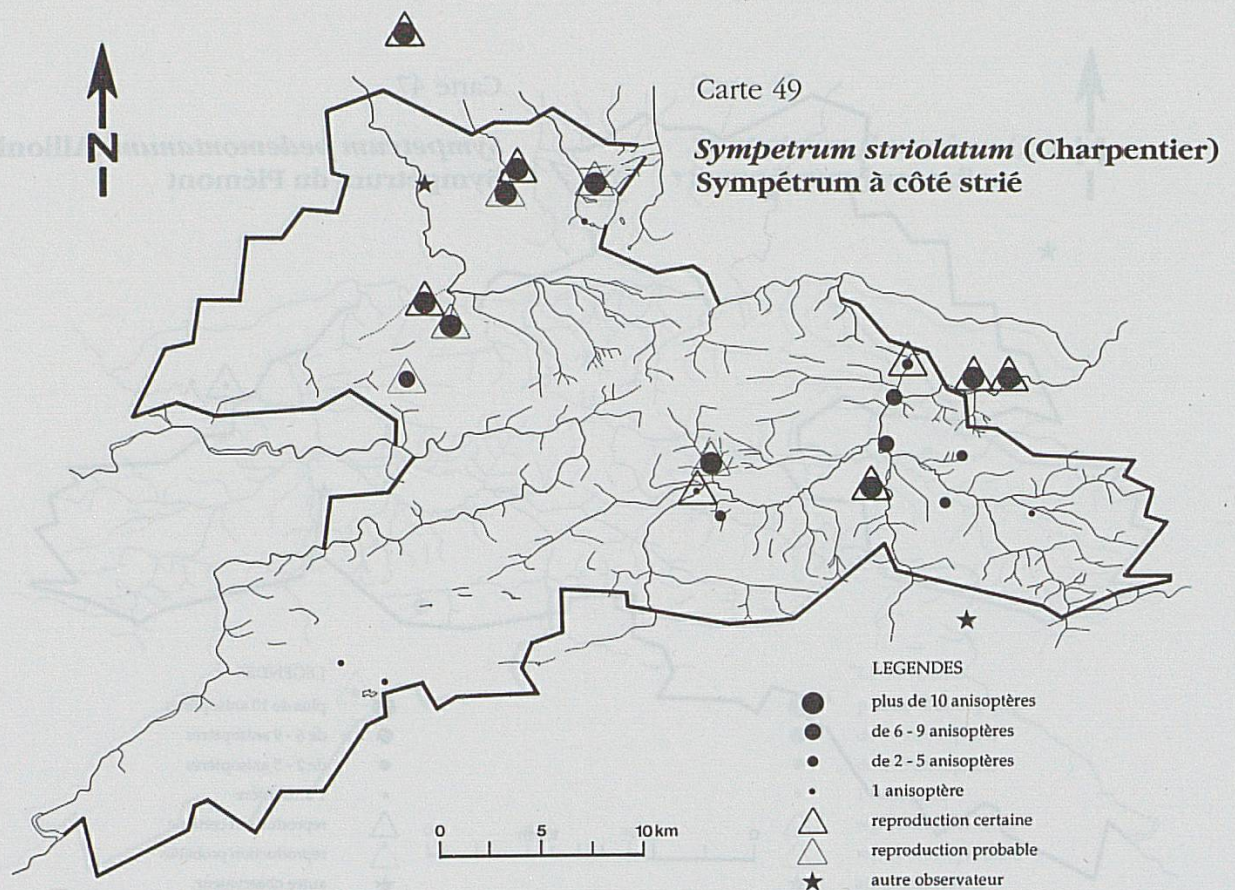 N
Carte 49
Sympetrum striolatum (Charpentier)
Sympétrum à côté strié
LEGENDES
plus de 10 anisoptères
de 6 - 9 anisoptères
de 2 - 5 anisoptères
1 anisoptère
reproduction certaine
reproduction probable
autre observateur
0 5 10 km